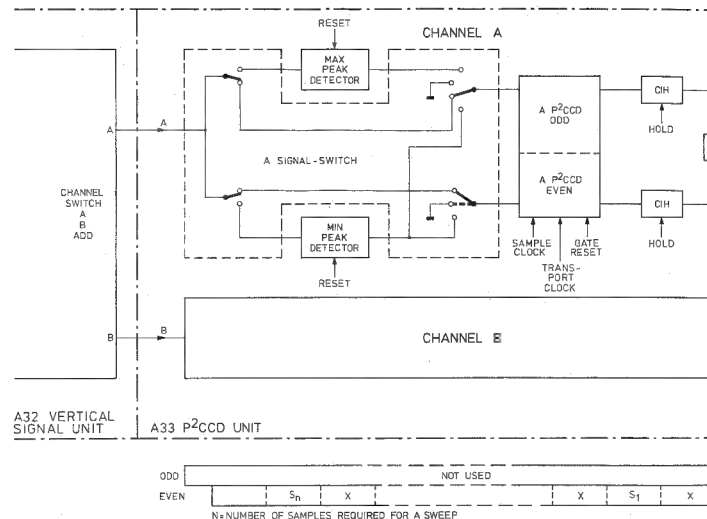 RESET
CHANNEL A
MAX
PEAK
DETECTOR
A P²CCD
ODD
CIH
HOLD
A
A
A SIGNAL-SWITCH
CHANNEL
SWITCH
A
B
ADD
A P²CCD
EVEN
CIH
HOLD
MIN
PEAK
DETECTOR
RESET
SAMPLE
CLOCK
GATE
RESET
TRANS-
PORT
CLOCK
B
B
CHANNEL B
A32 VERTICAL
SIGNAL UNIT
A33 P²CCD UNIT
ODD
NOT USED
EVEN
Sn
X
X
S1
X
N=NUMBER OF SAMPLES REQUIRED FOR A SWEEP